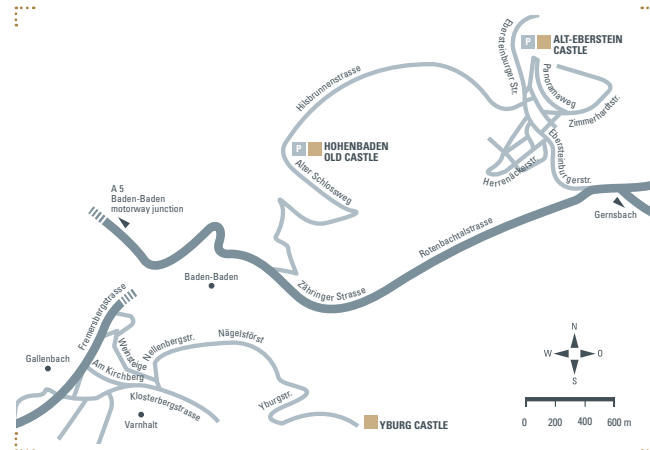 Ebersteinburger Str.
P
ALT-EBERSTEIN
CASTLE
Panoramaweg
Zimmerhardtstr.
Hilsbrunnenstrasse
P
HOHENBADEN
OLD CASTLE
Alter Schlossweg
Ebersteinburgerstr.
Herrenäckerstr.
A 5
Baden-Baden
motorway junction
Gernsbach
Rotenbachtalstrasse
Baden-Baden
Zähringer Strasse
Fremersbergstrasse
Weinsteige
Nellenbergstr.
Nägelsförst
Gallenbach
Am Kirchberg
Klosterbergstrasse
Yburgstr.
Varnhalt
YBURG CASTLE
N
W
O
S
0 200 400 600 m